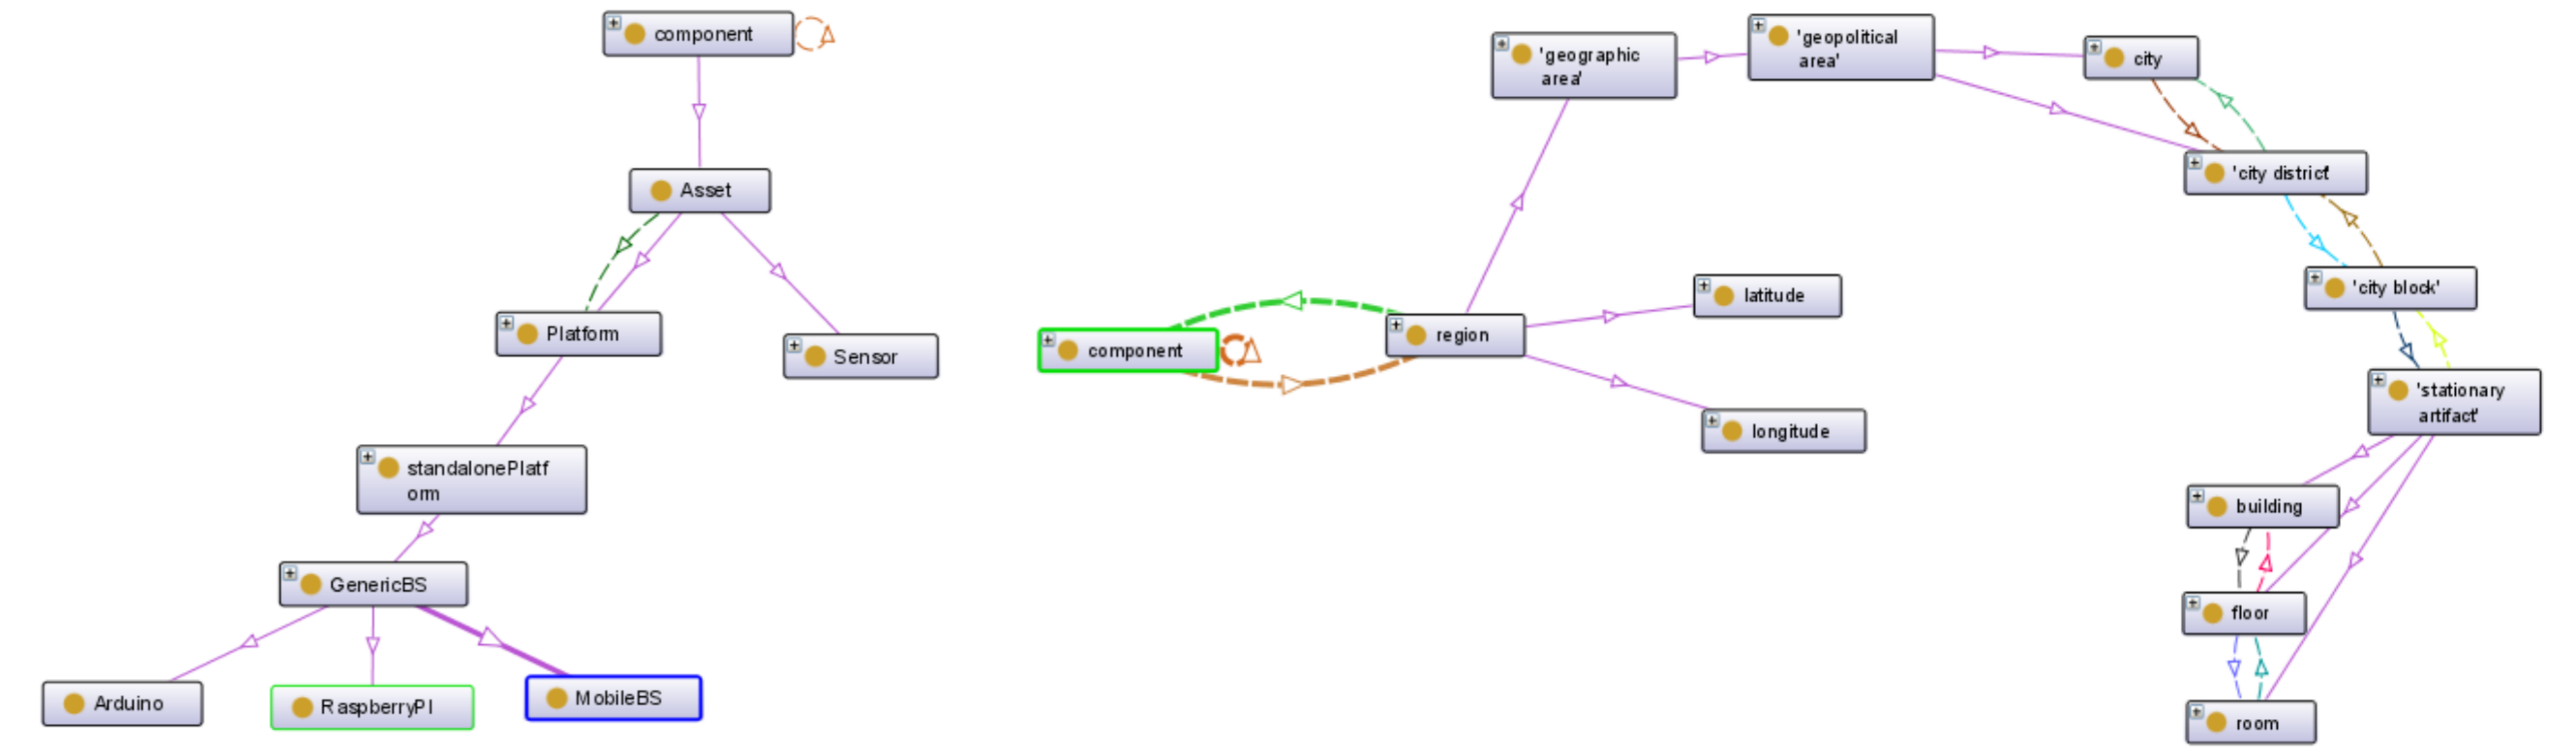 component
Asset
Platform
Sensor
standalonePlatf
orm
GenericBS
Arduino
RaspberryPI
MobileBS
'geographic
area'
'geopolitical
area'
city
'city district'
'city block'
'stationary
artifact'
component
region
latitude
longitude
building
floor
room